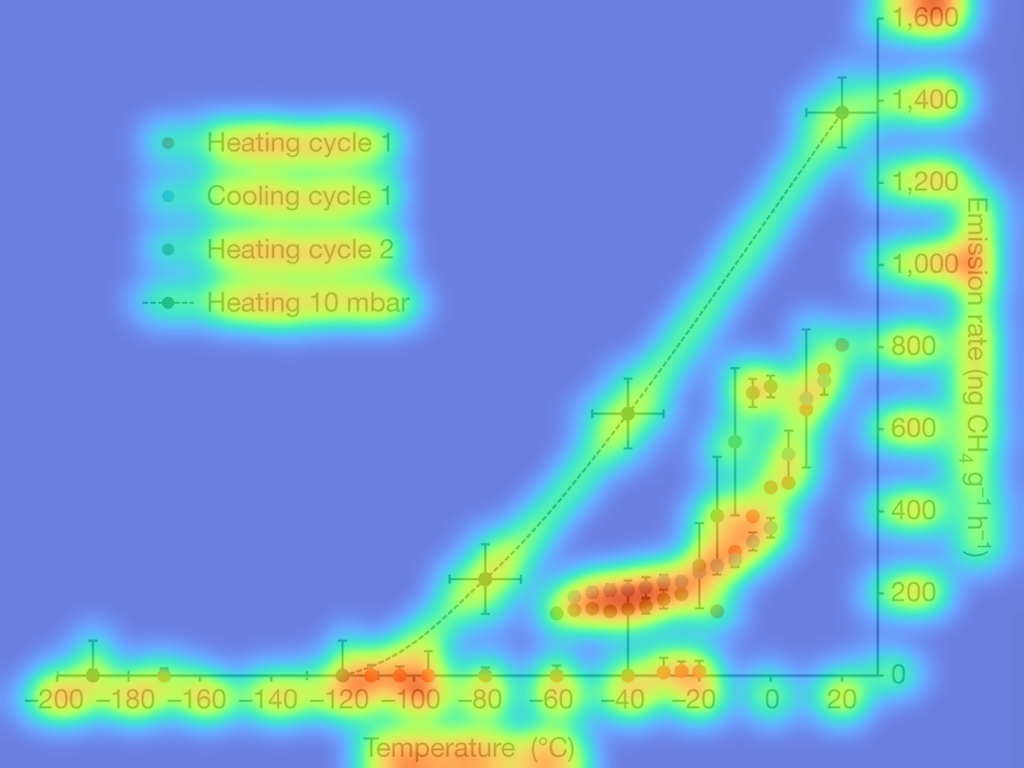 Heating cycle 1
Cooling cycle 1
Heating cycle 2
Heating 10 mbar
1,600
1,400
1,200
1,000
800
600
400
200
0
Emission rate (ng CH₄ g⁻¹ h⁻¹)
−200 −180 −160 −140 −120 −100 −80 −60 −40 −20 0 20
Temperature (°C)